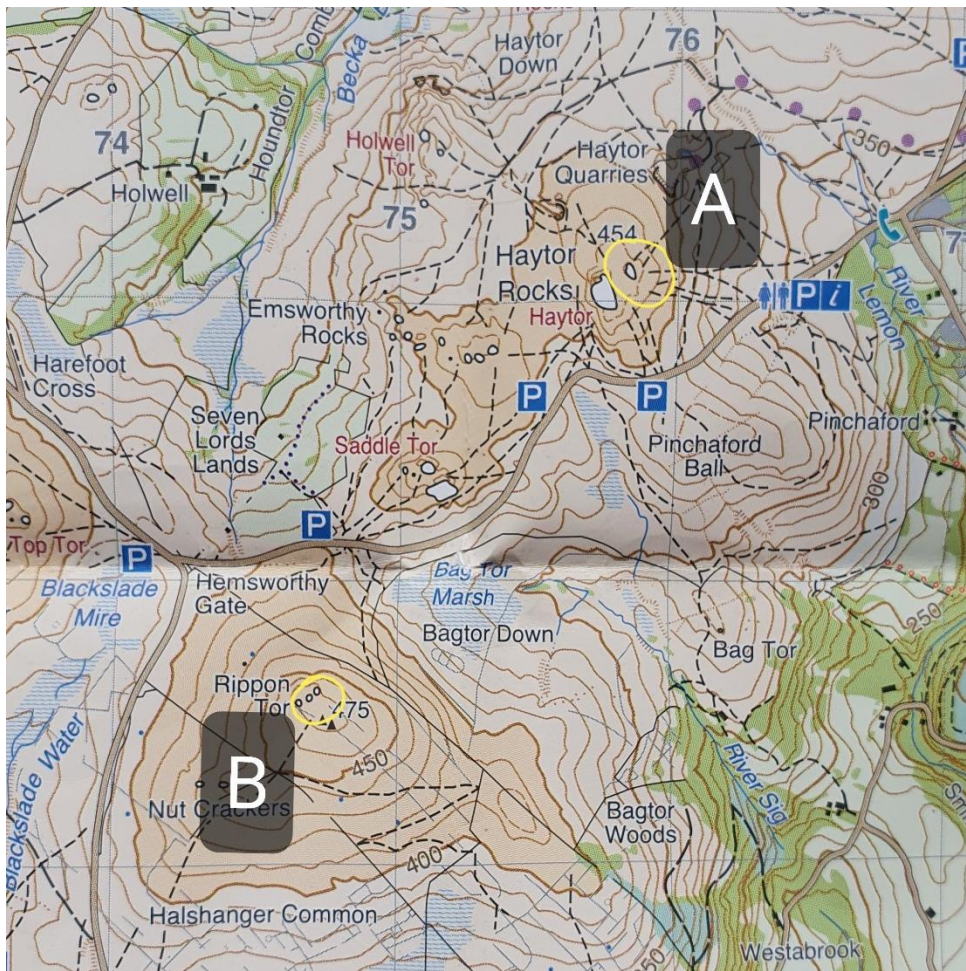 Haytor
Down
76
Becka
74
Holwell
Tor
Haytor
Quarries
350
Houndtor
Holwell
75
A
454
Haytor
Rocks
Haytor
P i
River
Lemon
Emsworthy
Rocks
Harefoot
Cross
P
P
Seven
Lords
Lands
Saddle Tor
Pinchaford
Ball
Pinchaford
300
P
Top Tor
P
Blackslade
Mire
Hemsworthy
Gate
Bag Tor
Marsh
Bagtor Down
250
Bag Tor
Rippon
Tor
475
Blackslade Water
B
450
River Sig
Nut Crackers
Bagtor
Woods
400
Halshanger Common
Westabrook